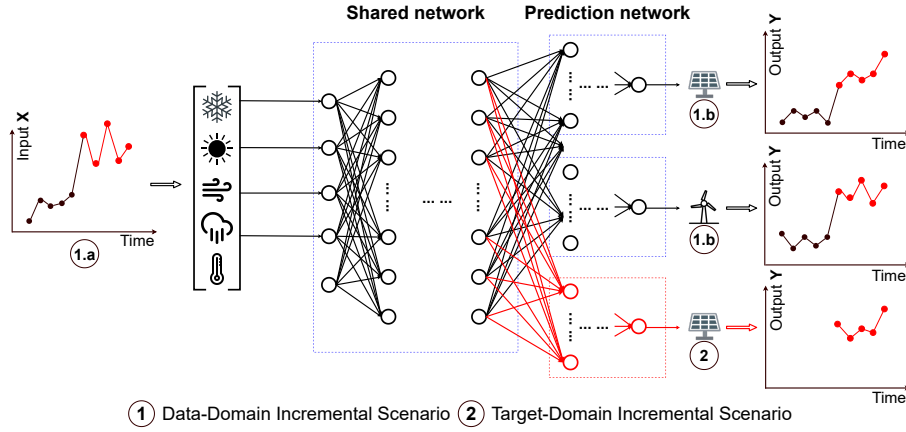 Shared network
Prediction network
Input X
Time
1.a
... ...
... ...
1.b
Output Y
Time
... ...
1.b
Output Y
Time
... ...
2
Output Y
Time
1 Data-Domain Incremental Scenario 2 Target-Domain Incremental Scenario